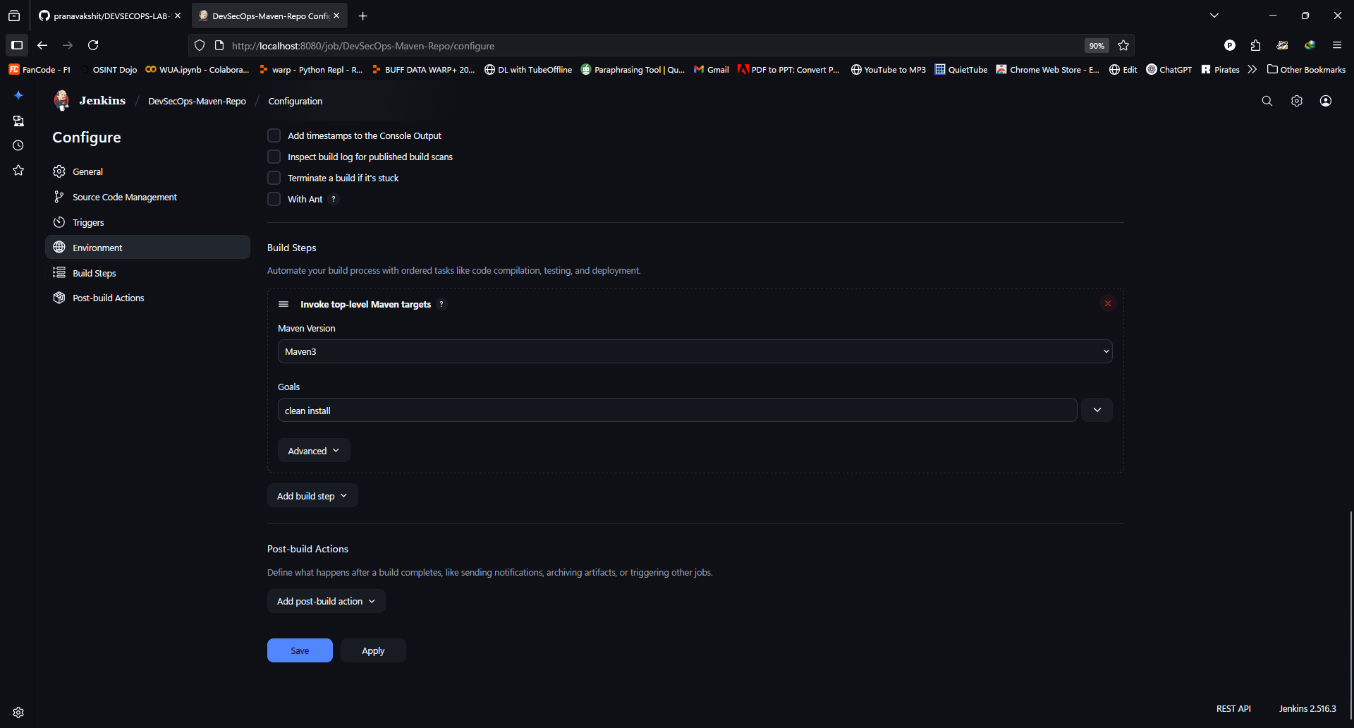 pranavakshit/DEVSECOPS-LAB-
DevSecOps-Maven-Repo Config
http://localhost:8080/job/DevSecOps-Maven-Repo/configure
90%
FanCode - F1
OSINT Dojo
WUA.ipynb - Colabora...
warp - Python Repl - R...
BUFF DATA WARP+ 20...
DL with TubeOffline
Paraphrasing Tool | Qu...
Gmail
PDF to PPT: Convert P...
YouTube to MP3
QuietTube
Chrome Web Store - E...
Edit
ChatGPT
Pirates
Other Bookmarks
Jenkins / DevSecOps-Maven-Repo / Configuration
Configure
General
Source Code Management
Triggers
Environment
Build Steps
Post-build Actions
Add timestamps to the Console Output
Inspect build log for published build scans
Terminate a build if it's stuck
With Ant ?
Build Steps
Automate your build process with ordered tasks like code compilation, testing, and deployment.
Invoke top-level Maven targets ?
Maven Version
Maven3
Goals
clean install
Advanced
Add build step
Post-build Actions
Define what happens after a build completes, like sending notifications, archiving artifacts, or triggering other jobs.
Add post-build action
Save
Apply
REST API
Jenkins 2.516.3